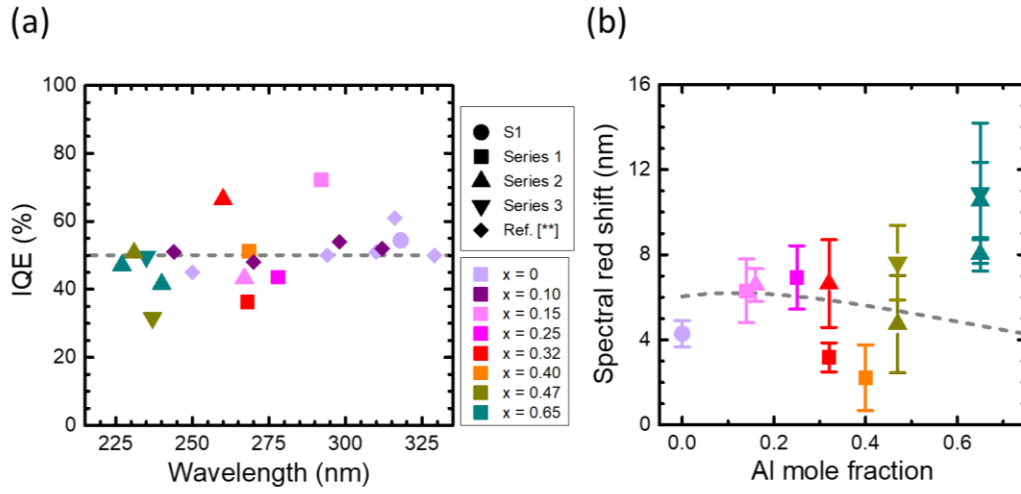 (a)
(b)
IQE (%)
100
80
60
40
20
0
225 250 275 300 325
Wavelength (nm)
S1
Series 1
Series 2
Series 3
Ref. [**]
x = 0
x = 0.10
x = 0.15
x = 0.25
x = 0.32
x = 0.40
x = 0.47
x = 0.65
Spectral red shift (nm)
16
12
8
4
0
0.0 0.2 0.4 0.6
Al mole fraction